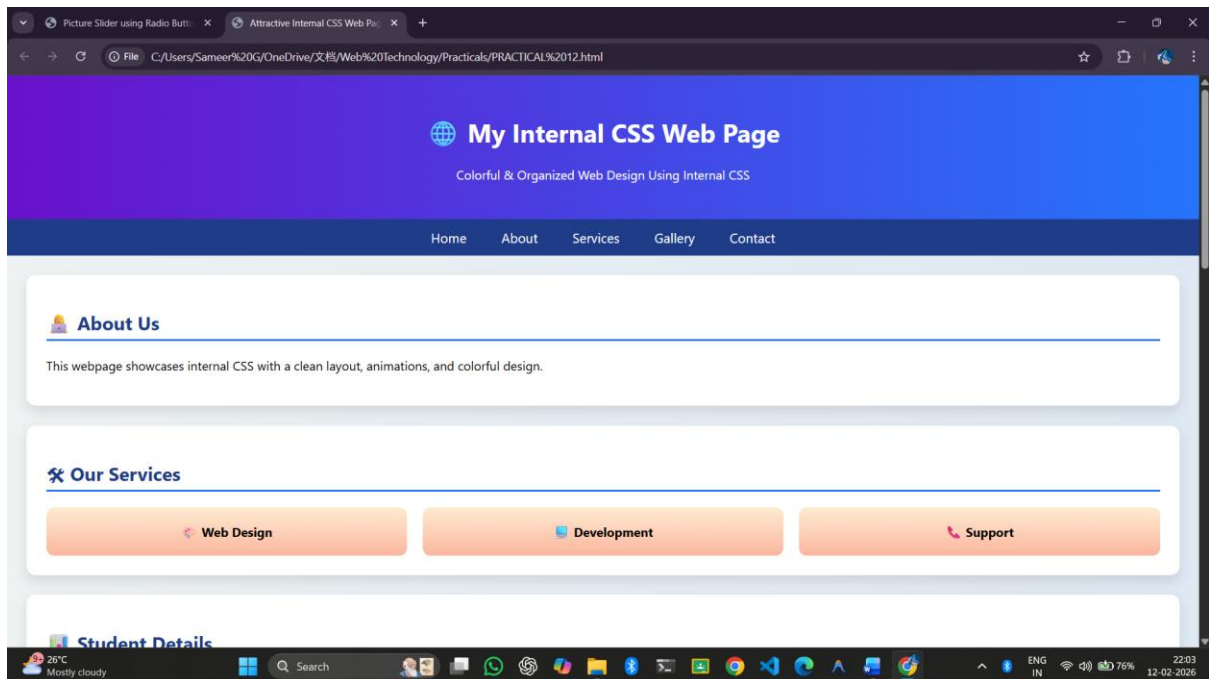 Picture Slider using Radio Butt
Attractive Internal CSS Web Pag
File C:/Users/Sameer%20G/OneDrive/文档/Web%20Technology/Practicals/PRACTICAL%2012.html
🌐 My Internal CSS Web Page
Colorful & Organized Web Design Using Internal CSS
Home About Services Gallery Contact
About Us
This webpage showcases internal CSS with a clean layout, animations, and colorful design.
🛠 Our Services
Web Design Development Support
Student Details
9+ 26°C
Mostly cloudy
Search
ENG
IN
76%
22:03
12-02-2026